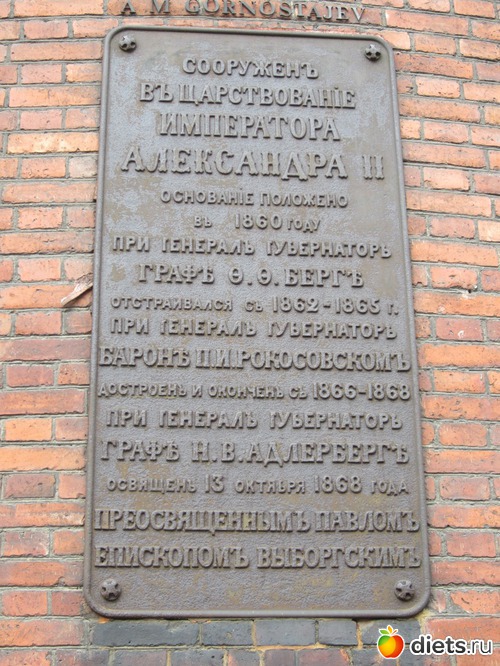 A M GORNOSTAJEV
СООРУЖЕНЪ
ВЪ ЦАРСТВОВАНІЕ
ИМПЕРАТОРА
АЛЕКСАНДРА II
ОСНОВАНІЕ ПОЛОЖЕНО
ВЪ 1860 ГОДУ
ПРИ ГЕНЕРАЛЪ ГУБЕРНАТОРѢ
ГРАФѢ Ѳ.Ѳ.БЕРГѢ
ОТСТРАИВАЛСЯ СЪ 1862-1865 Г.
ПРИ ГЕНЕРАЛЪ ГУБЕРНАТОРѢ
БАРОНѢ П.И.РОКОСОВСКОМЪ
ДОСТРОЕНЪ И ОКОНЧЕНЪ СЪ 1866-1868
ПРИ ГЕНЕРАЛЪ ГУБЕРНАТОРѢ
ГРАФѢ Н.В.АДЛЕРБЕРГѢ
ОСВЯЩЕНЪ 13 ОКТЯБРЯ 1868 ГОДА
ПРЕОСВЯЩЕННЫМЪ ПАВЛОМЪ
ЕПИСКОПОМЪ ВЫБОРГСКИМЪ
diets.ru